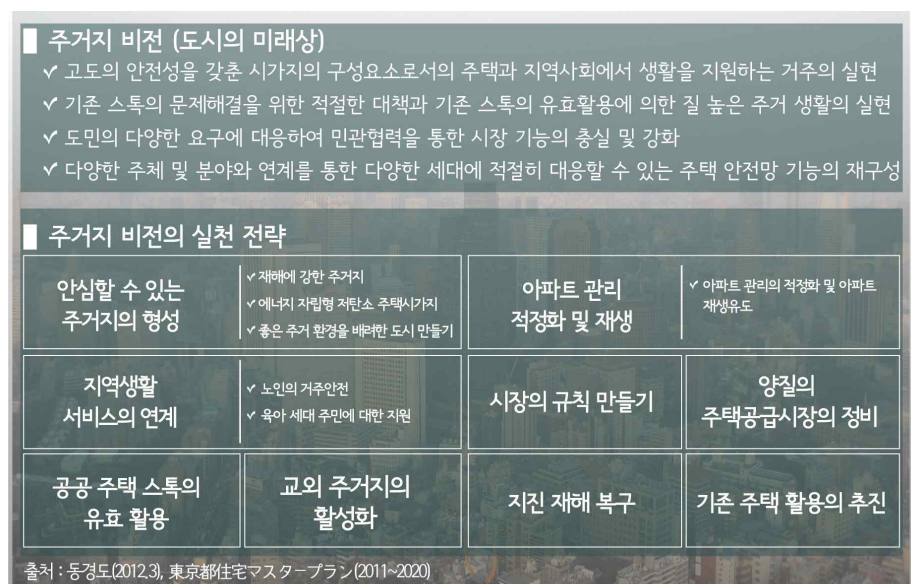 ■ 주거지 비전 (도시의 미래상)
✓ 고도의 안전성을 갖춘 시가지의 구성요소로서의 주택과 지역사회에서 생활을 지원하는 거주의 실현
✓ 기존 스톡의 문제해결을 위한 적절한 대책과 기존 스톡의 유효활용에 의한 질 높은 주거 생활의 실현
✓ 도민의 다양한 요구에 대응하여 민관협력을 통한 시장 기능의 충실 및 강화
✓ 다양한 주체 및 분야와 연계를 통한 다양한 세대에 적절히 대응할 수 있는 주택 안전망 기능의 재구성
■ 주거지 비전의 실천 전략
안심할 수 있는
주거지의 형성
✓ 재해에 강한 주거지
✓ 에너지 자립형 저탄소 주택시가지
✓ 좋은 주거 환경을 배려한 도시 만들기
아파트 관리
적정화 및 재생
✓ 아파트 관리의 적정화 및 아파트
재생유도
지역생활
서비스의 연계
✓ 노인의 거주안전
✓ 육아 세대 주민에 대한 지원
시장의 규칙 만들기
양질의
주택공급시장의 정비
공공 주택 스톡의
유효 활용
교외 주거지의
활성화
지진 재해 복구
기존 주택 활용의 추진
출처 : 동경도(2012.3), 東京都住宅マスタープラン(2011~2020)